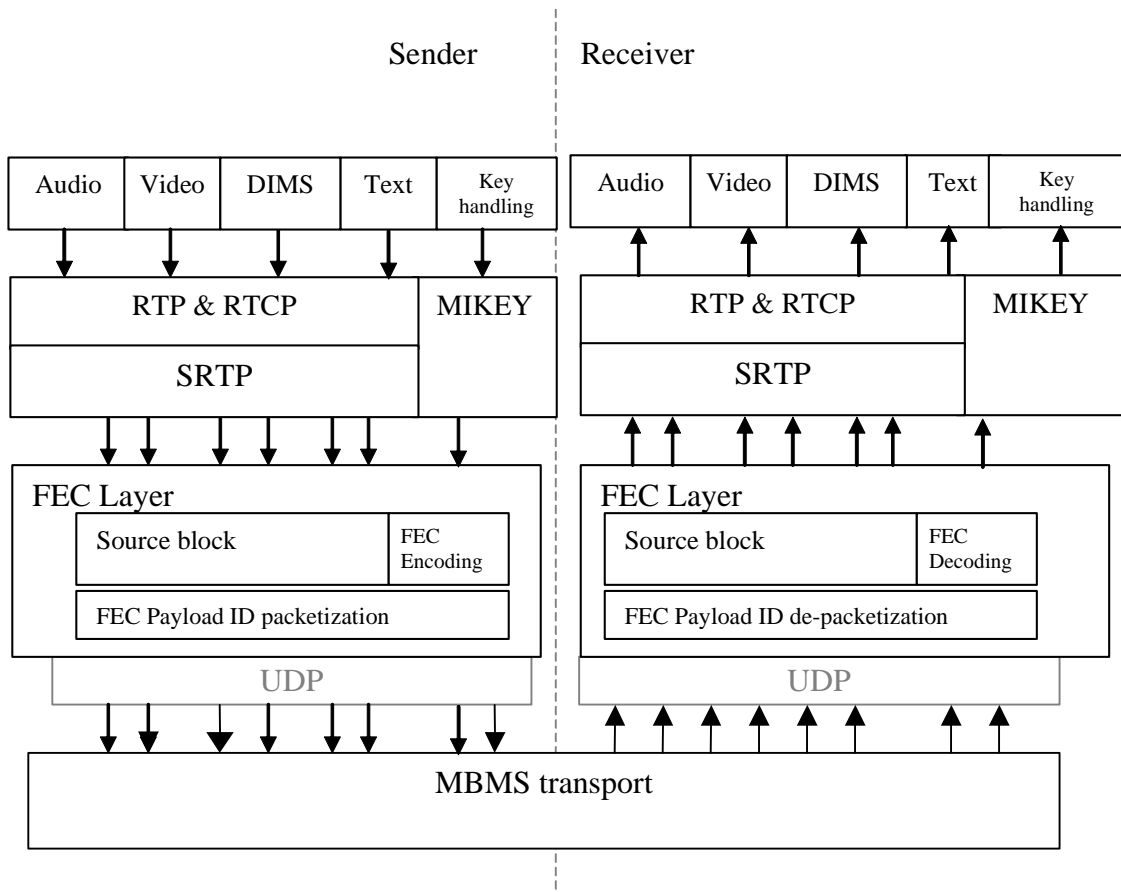 Sender
Receiver
Audio
Video
DIMS
Text
Key
handling
Audio
Video
DIMS
Text
Key
handling
RTP & RTCP
MIKEY
RTP & RTCP
MIKEY
SRTP
SRTP
FEC Layer
FEC Layer
Source block
FEC
Encoding
Source block
FEC
Decoding
FEC Payload ID packetization
FEC Payload ID de-packetization
UDP
UDP
MBMS transport